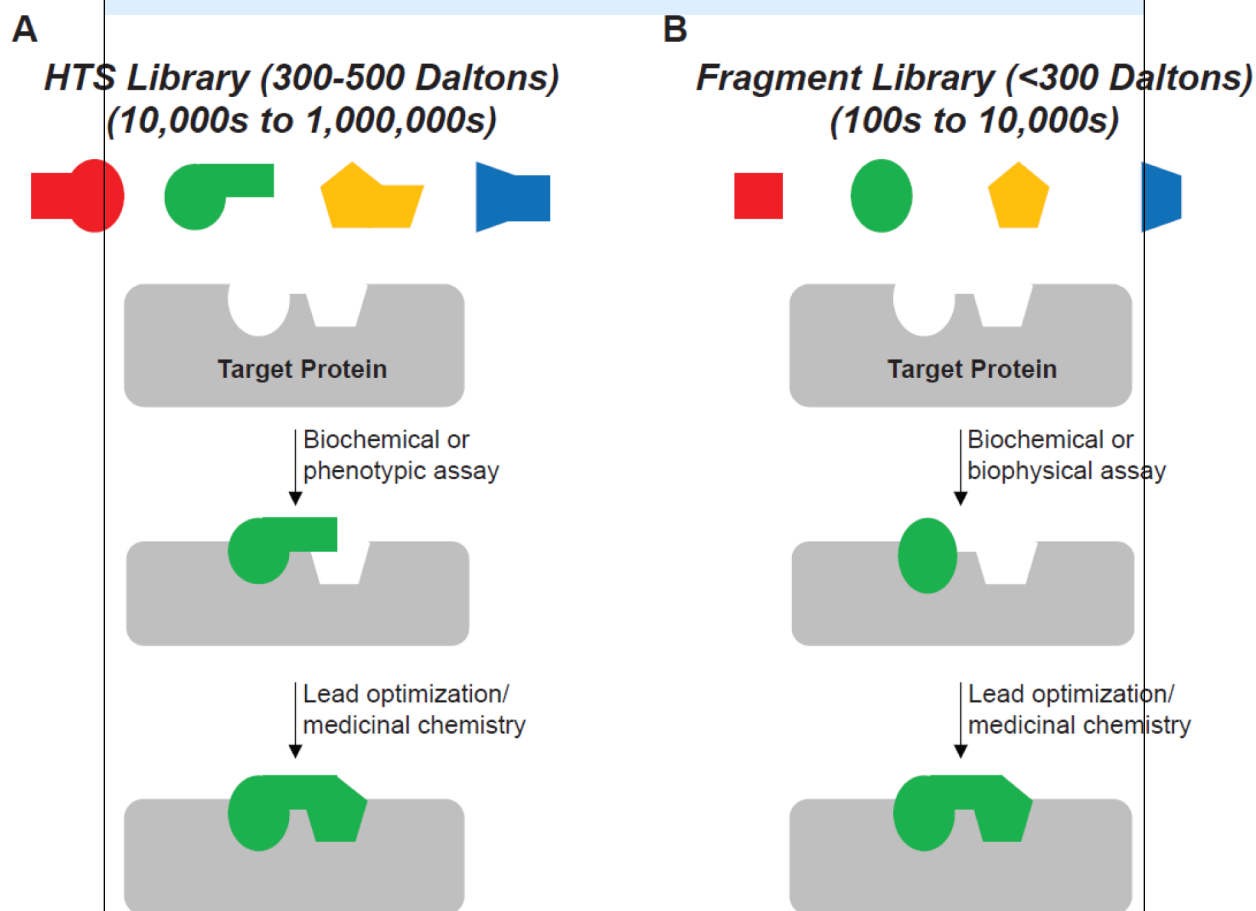 A
HTS Library (300-500 Daltons)
(10,000s to 1,000,000s)
Target Protein
Biochemical or
phenotypic assay
Lead optimization/
medicinal chemistry
B
Fragment Library (<300 Daltons)
(100s to 10,000s)
Target Protein
Biochemical or
biophysical assay
Lead optimization/
medicinal chemistry